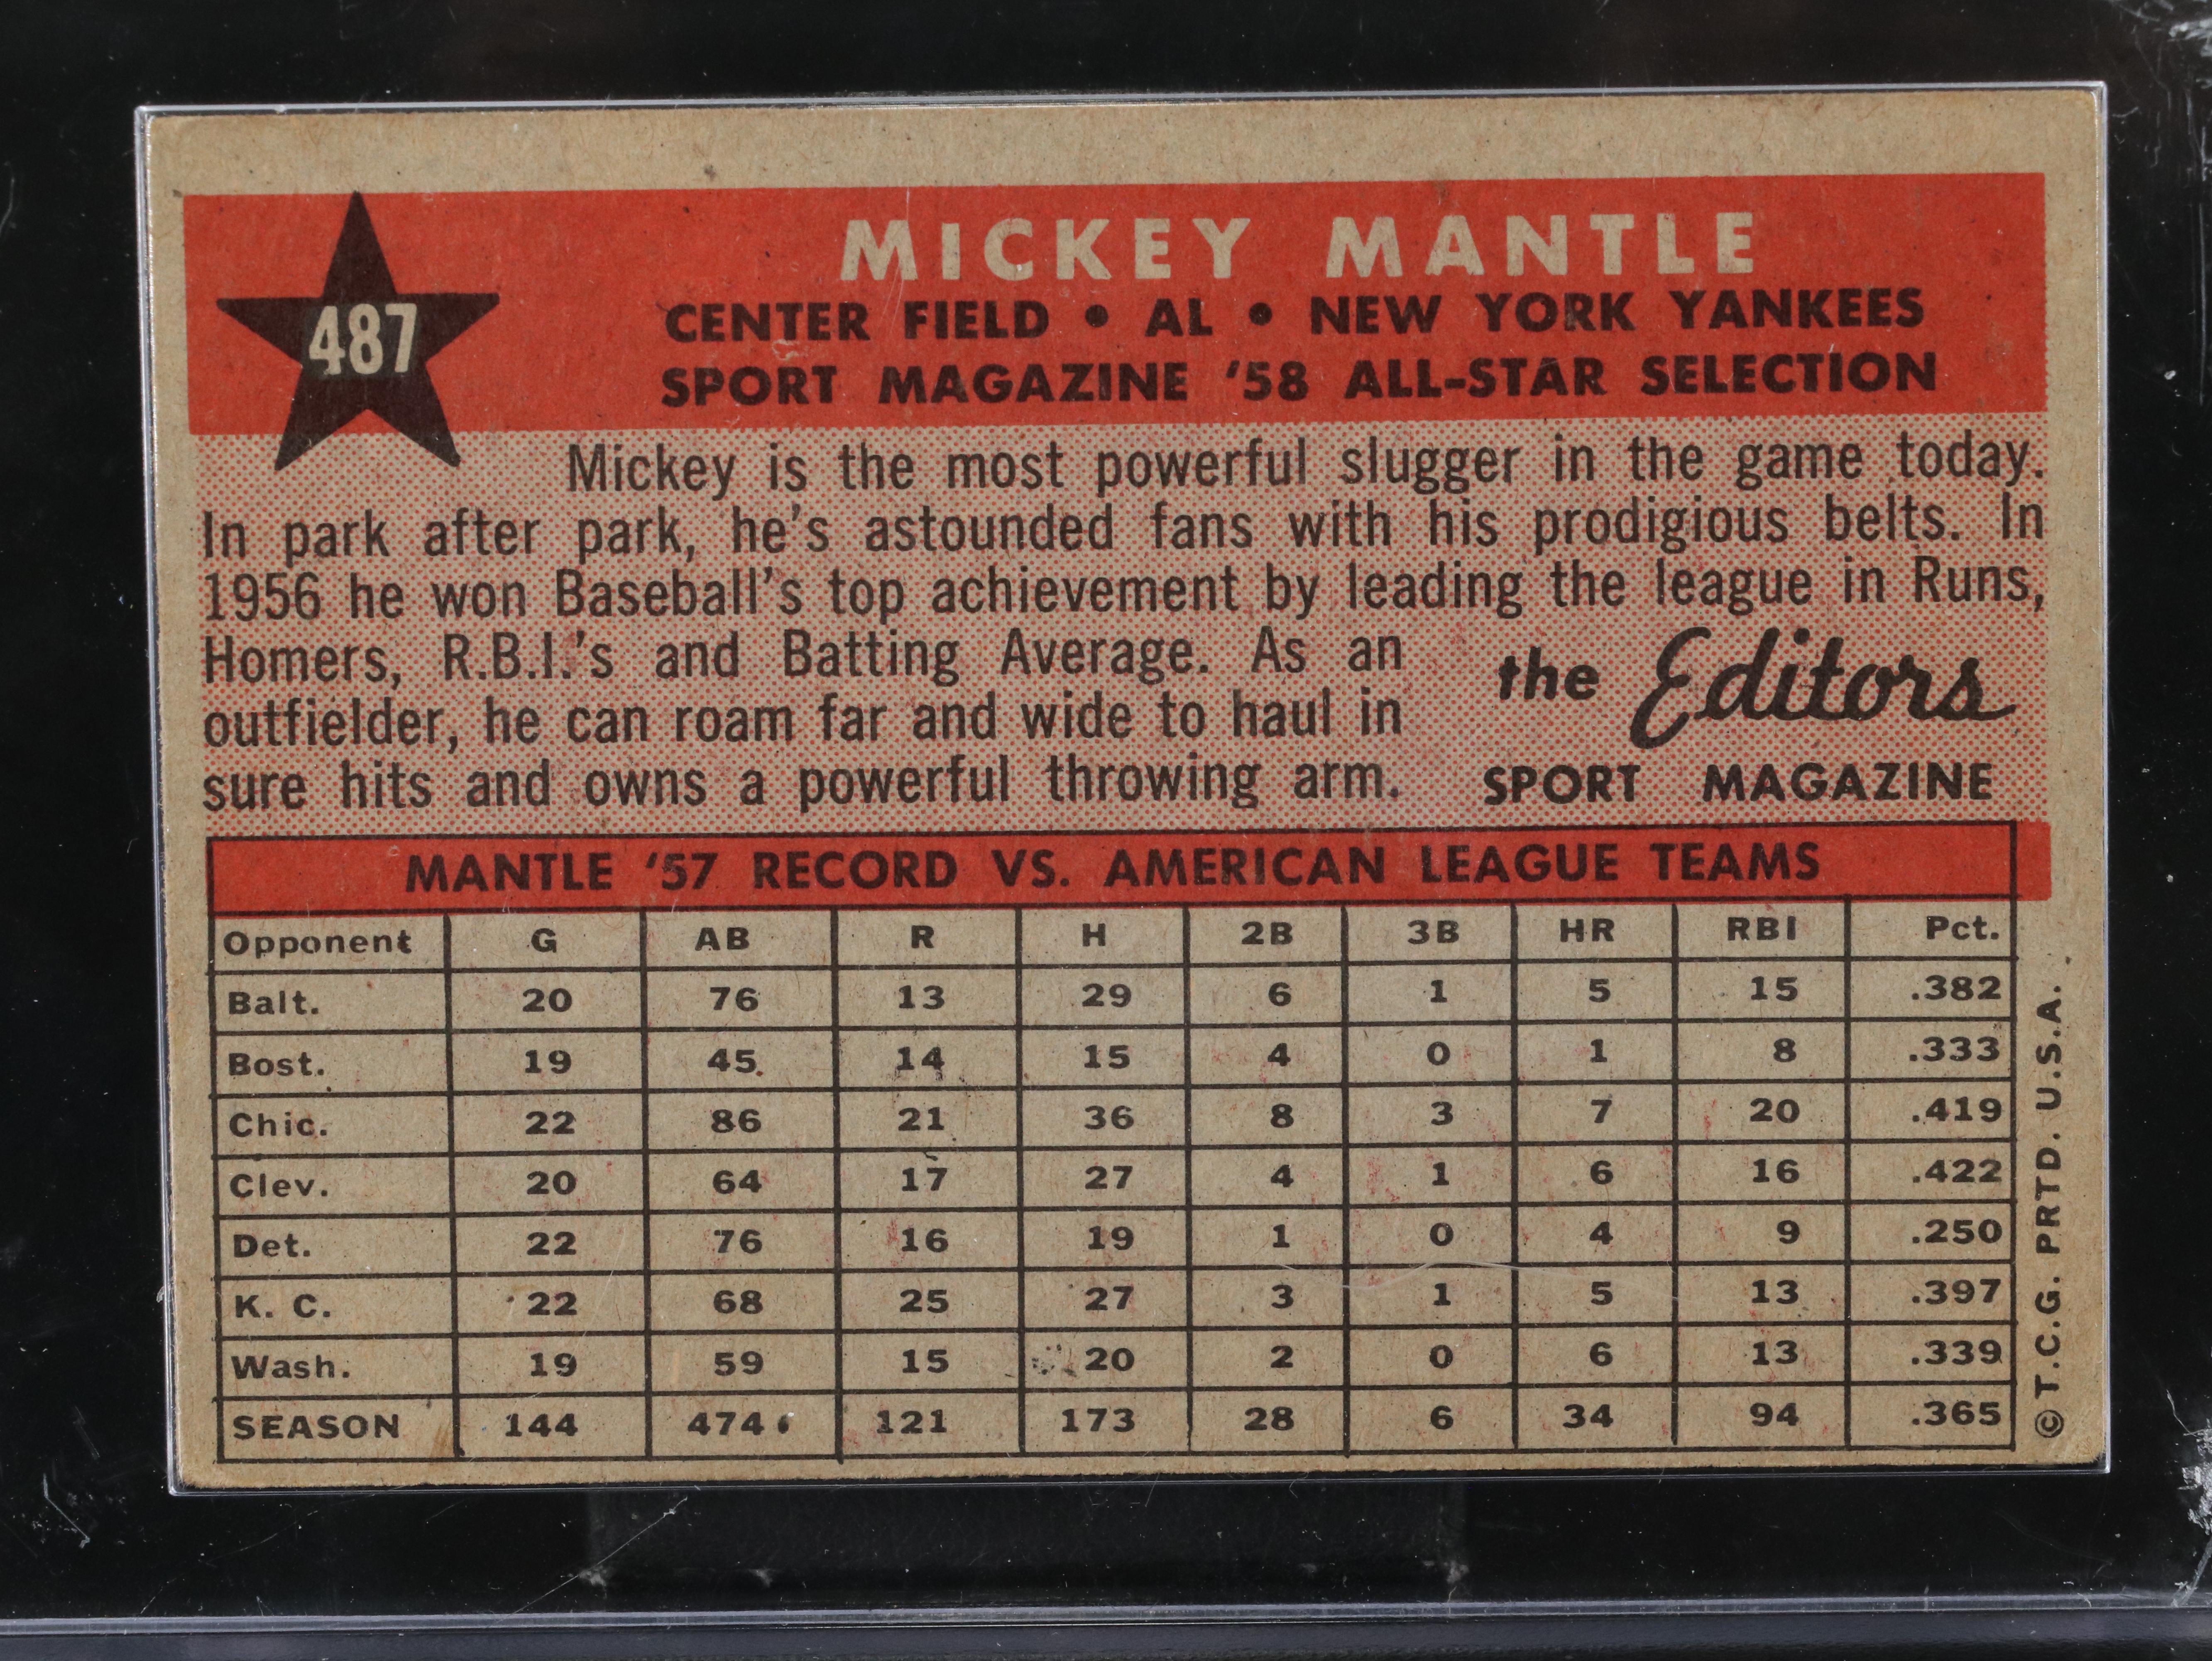 487
MICKEY MANTLE
CENTER FIELD • AL • NEW YORK YANKEES
SPORT MAGAZINE '58 ALL-STAR SELECTION
Mickey is the most powerful slugger in the game today.
In park after park, he's astounded fans with his prodigious belts. In
1956 he won Baseball's top achievement by leading the league in Runs,
Homers, R.B.I.'s and Batting Average. As an
outfielder, he can roam far and wide to haul in
sure hits and owns a powerful throwing arm.
the Editors
SPORT MAGAZINE
MANTLE '57 RECORD VS. AMERICAN LEAGUE TEAMS
Opponent G AB R H 2B 3B HR RBI Pct.
Balt. 20 76 13 29 6 1 5 15 .382
Bost. 19 45 14 15 4 0 1 8 .333
Chic. 22 86 21 36 8 3 7 20 .419
Clev. 20 64 17 27 4 1 6 16 .422
Det. 22 76 16 19 1 0 4 9 .250
K. C. 22 68 25 27 3 1 5 13 .397
Wash. 19 59 15 20 2 0 6 13 .339
SEASON 144 474 121 173 28 6 34 94 .365
© T.C.G. PRTD. U.S.A.